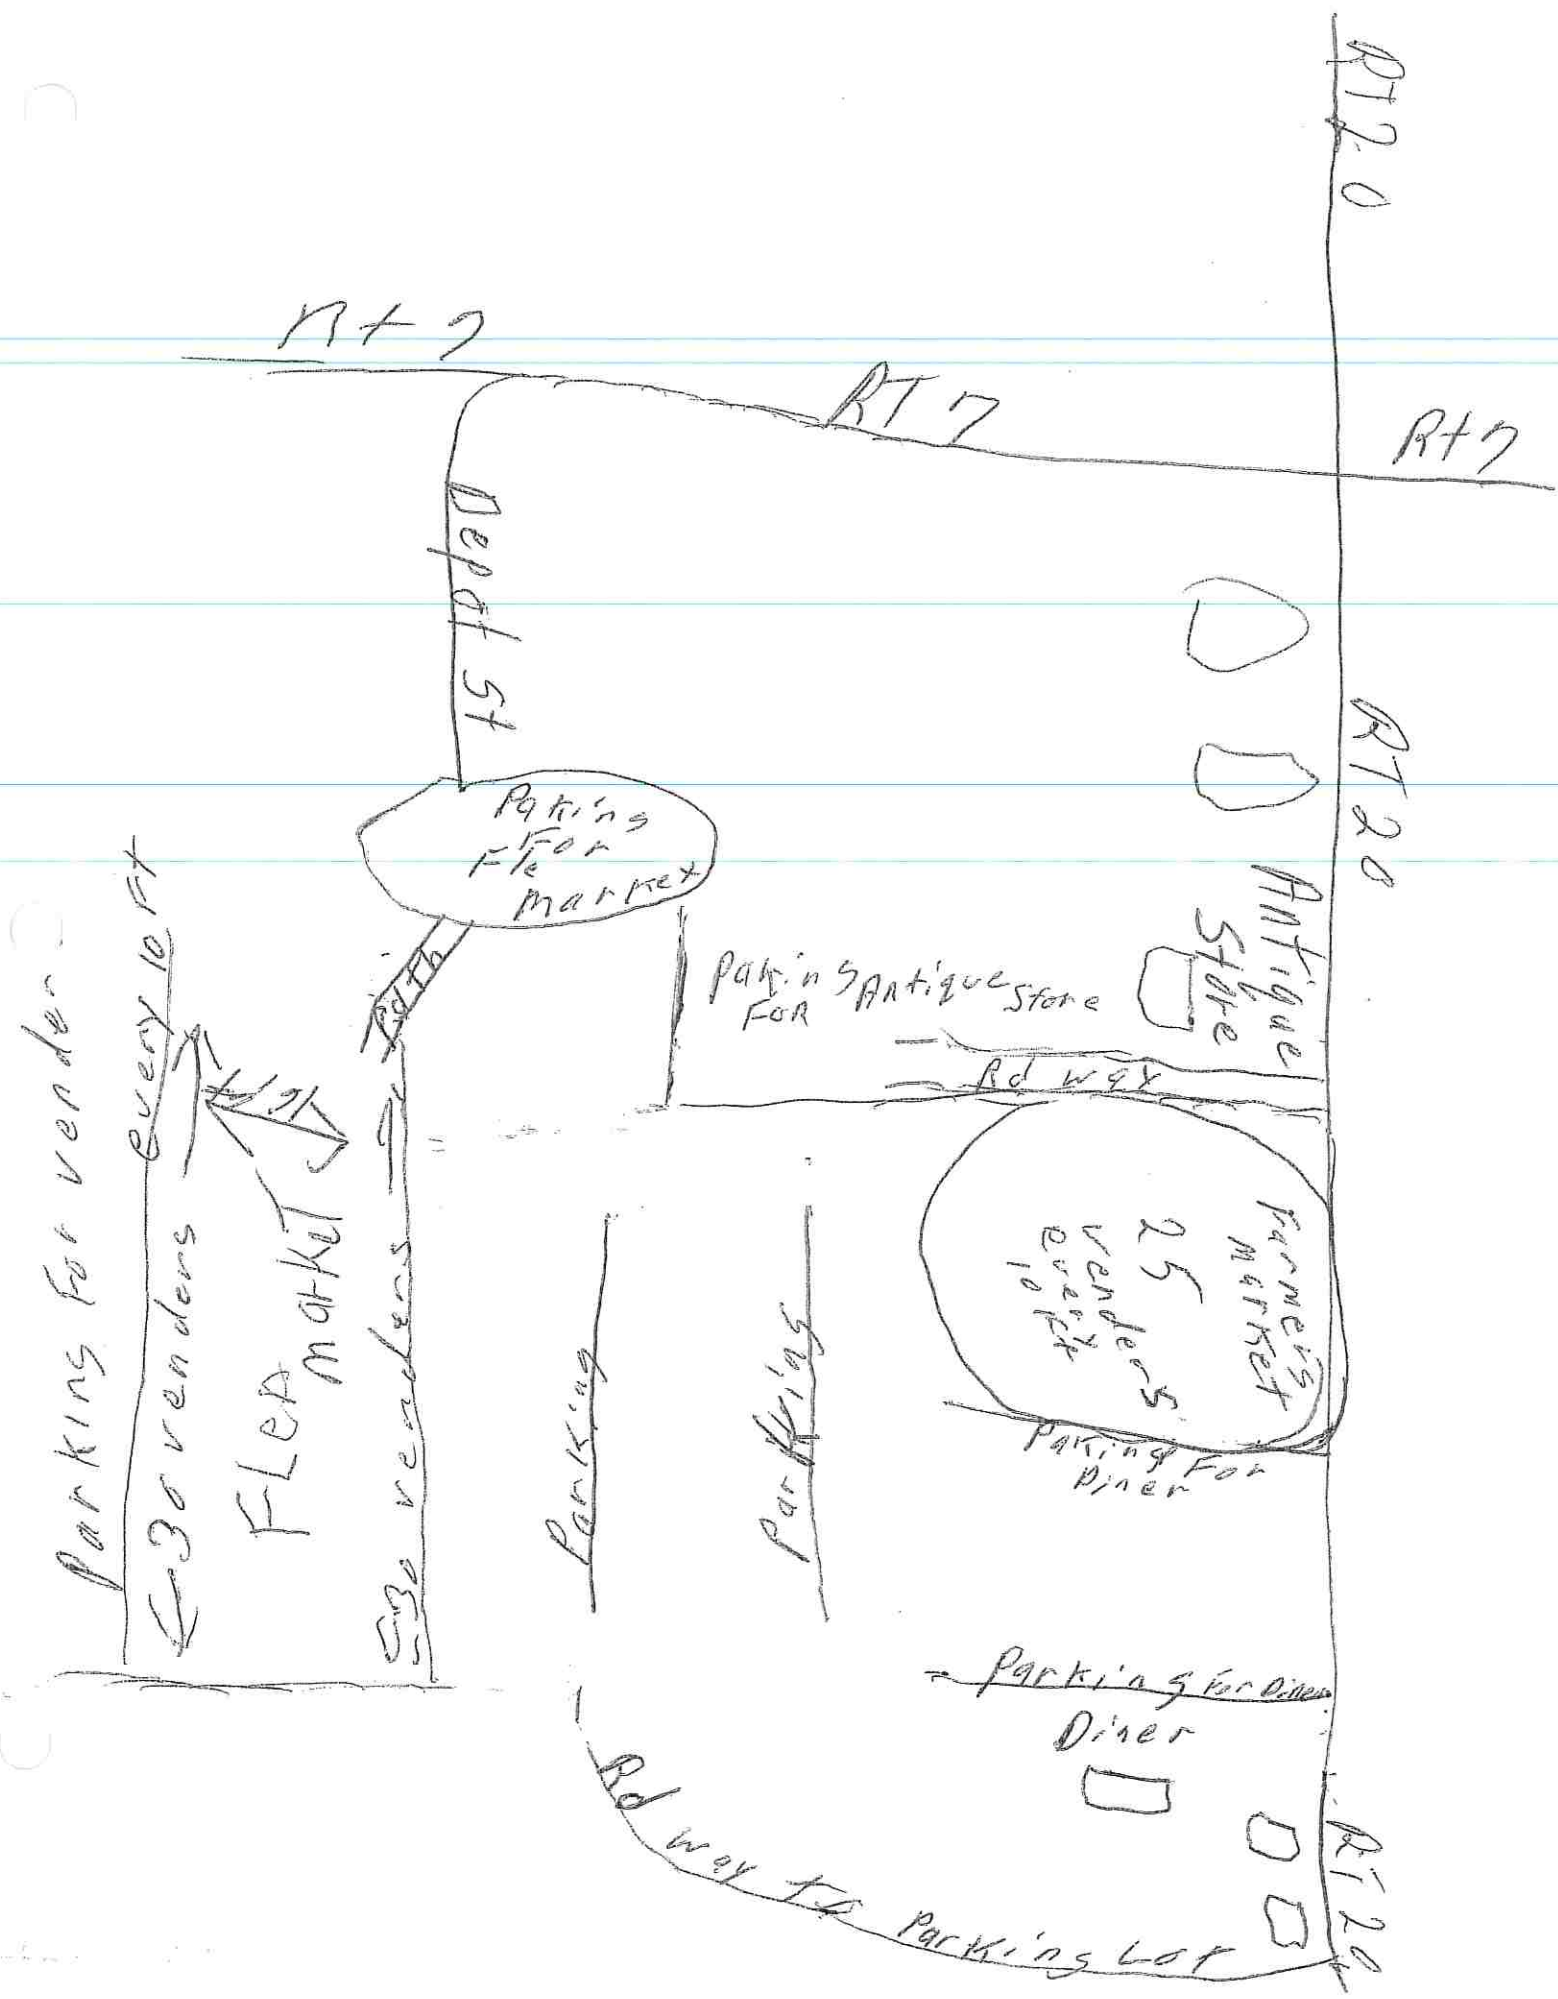 RT 20
Rt 7
RT 7
Rt 7
Depot St
RT 20
Paking
For
Fle
market
Antique
Store
Paking Antique Store
For
Rd way
Path
every 10 Ft
Parking For vender
30 venders
Flea
market
30 venders
Farmers
market
25
venders
every
10 Ft
Paking For
Diner
Parking
Parking
Parking For Diner
Diner
Rd way to Parking Lot
RT 20